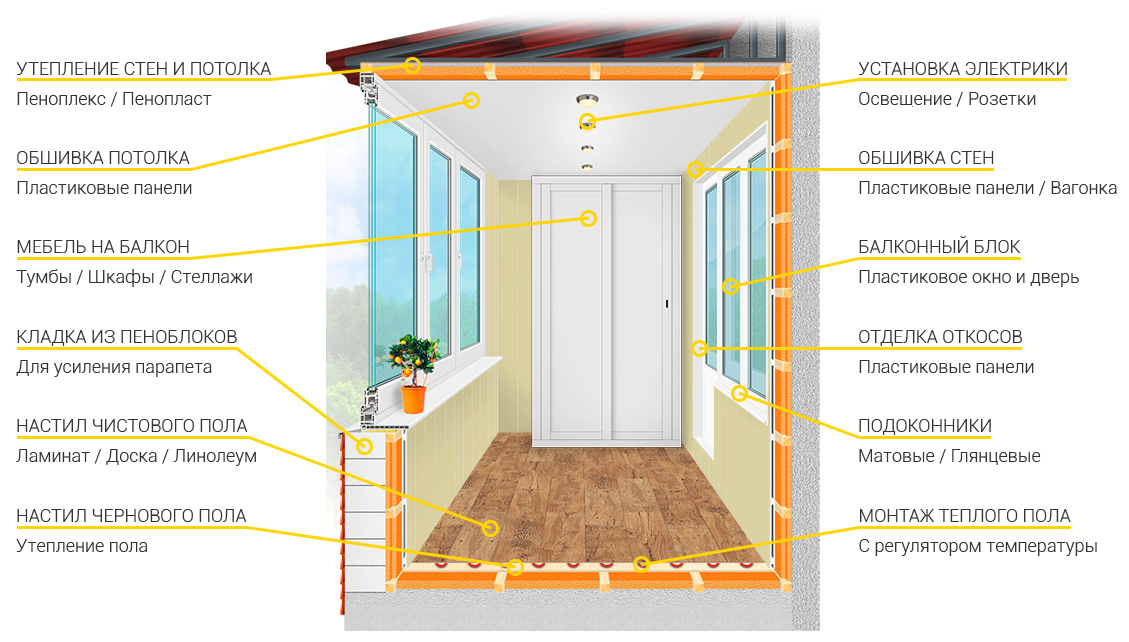 УТЕПЛЕНИЕ СТЕН И ПОТОЛКА
Пеноплекс / Пенопласт
ОБШИВКА ПОТОЛКА
Пластиковые панели
МЕБЕЛЬ НА БАЛКОН
Тумбы / Шкафы / Стеллажи
КЛАДКА ИЗ ПЕНОБЛОКОВ
Для усиления парапета
НАСТИЛ ЧИСТОВОГО ПОЛА
Ламинат / Доска / Линолеум
НАСТИЛ ЧЕРНОВОГО ПОЛА
Утепление пола
УСТАНОВКА ЭЛЕКТРИКИ
Освещение / Розетки
ОБШИВКА СТЕН
Пластиковые панели / Вагонка
БАЛКОННЫЙ БЛОК
Пластиковое окно и дверь
ОТДЕЛКА ОТКОСОВ
Пластиковые панели
ПОДОКОННИКИ
Матовые / Глянцевые
МОНТАЖ ТЕПЛОГО ПОЛА
С регулятором температуры